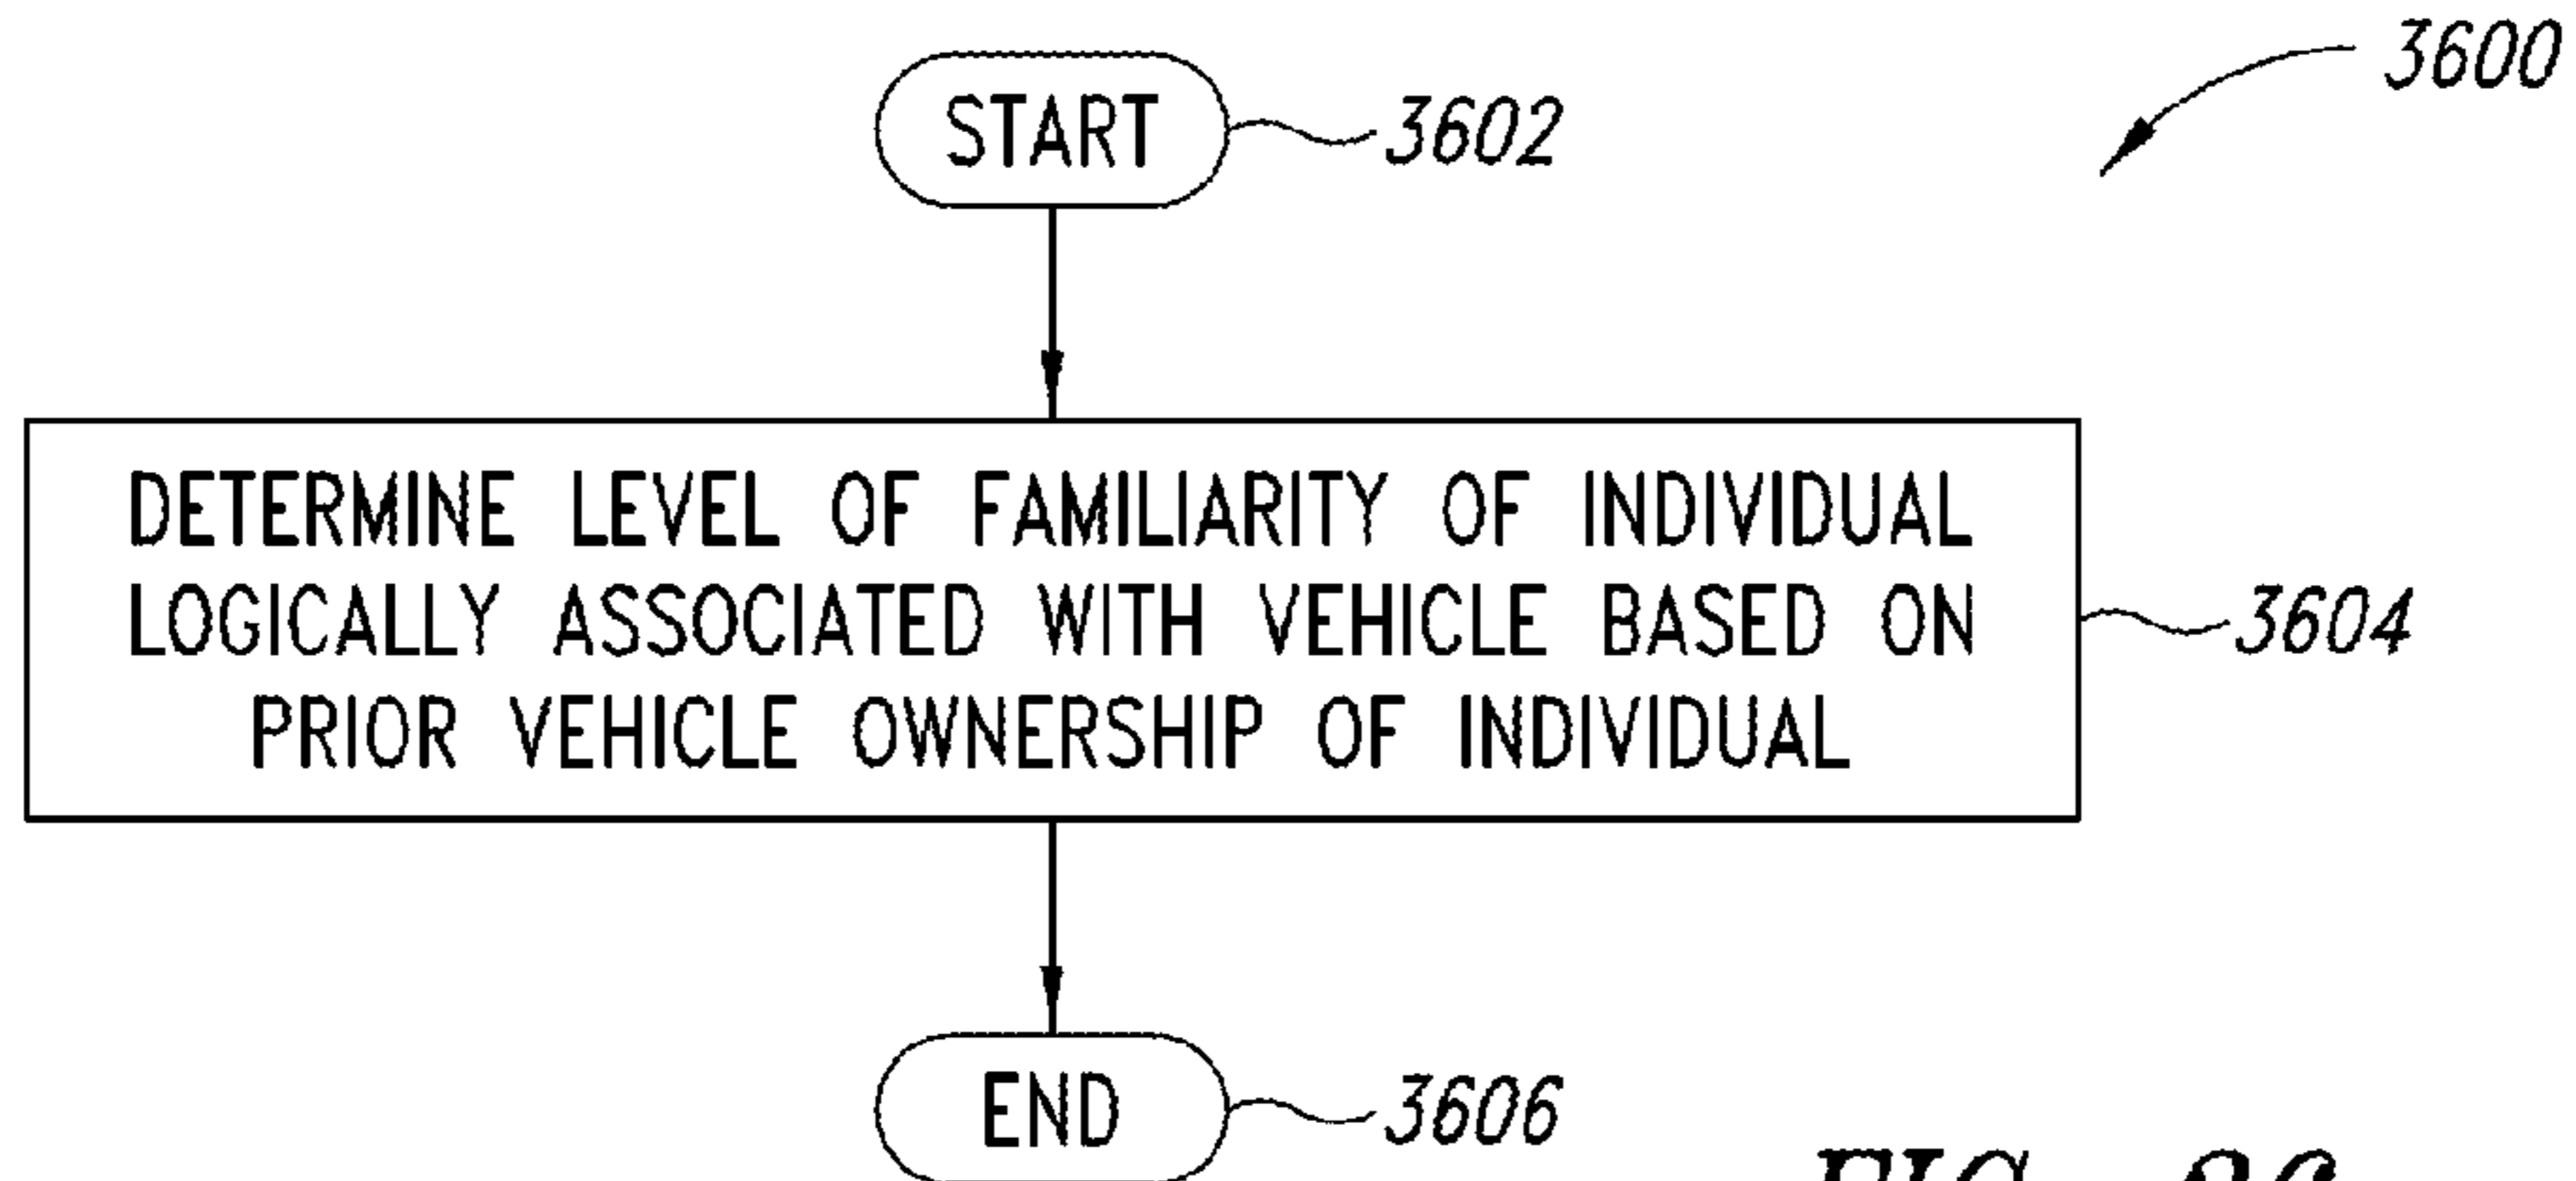 3600
START
3602
DETERMINE LEVEL OF FAMILIARITY OF INDIVIDUAL
LOGICALLY ASSOCIATED WITH VEHICLE BASED ON
PRIOR VEHICLE OWNERSHIP OF INDIVIDUAL
3604
END
3606